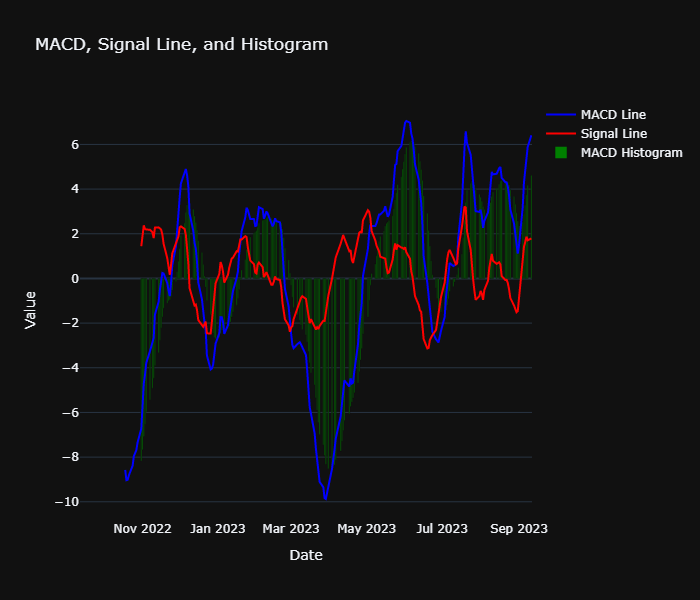 MACD, Signal Line, and Histogram
MACD Line
Signal Line
MACD Histogram
6
4
2
0
−2
−4
−6
−8
−10
Value
Nov 2022
Jan 2023
Mar 2023
May 2023
Jul 2023
Sep 2023
Date